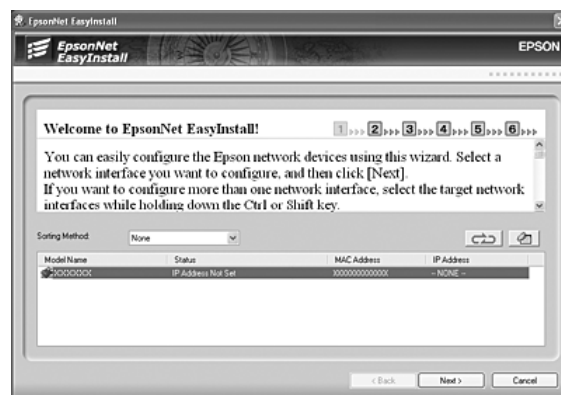 EpsonNet EasyInstall
EpsonNet
EasyInstall
EPSON
Welcome to EpsonNet EasyInstall!
1 2 3 4 5 6
You can easily configure the Epson network devices using this wizard. Select a
network interface you want to configure, and then click [Next].
If you want to configure more than one network interface, select the target network
interfaces while holding down the Ctrl or Shift key.
Sorting Method: None
Model Name Status MAC Address IP Address
XXXXXXX IP Address Not Set XXXXXXXXXXXX -- NONE --
< Back Next > Cancel